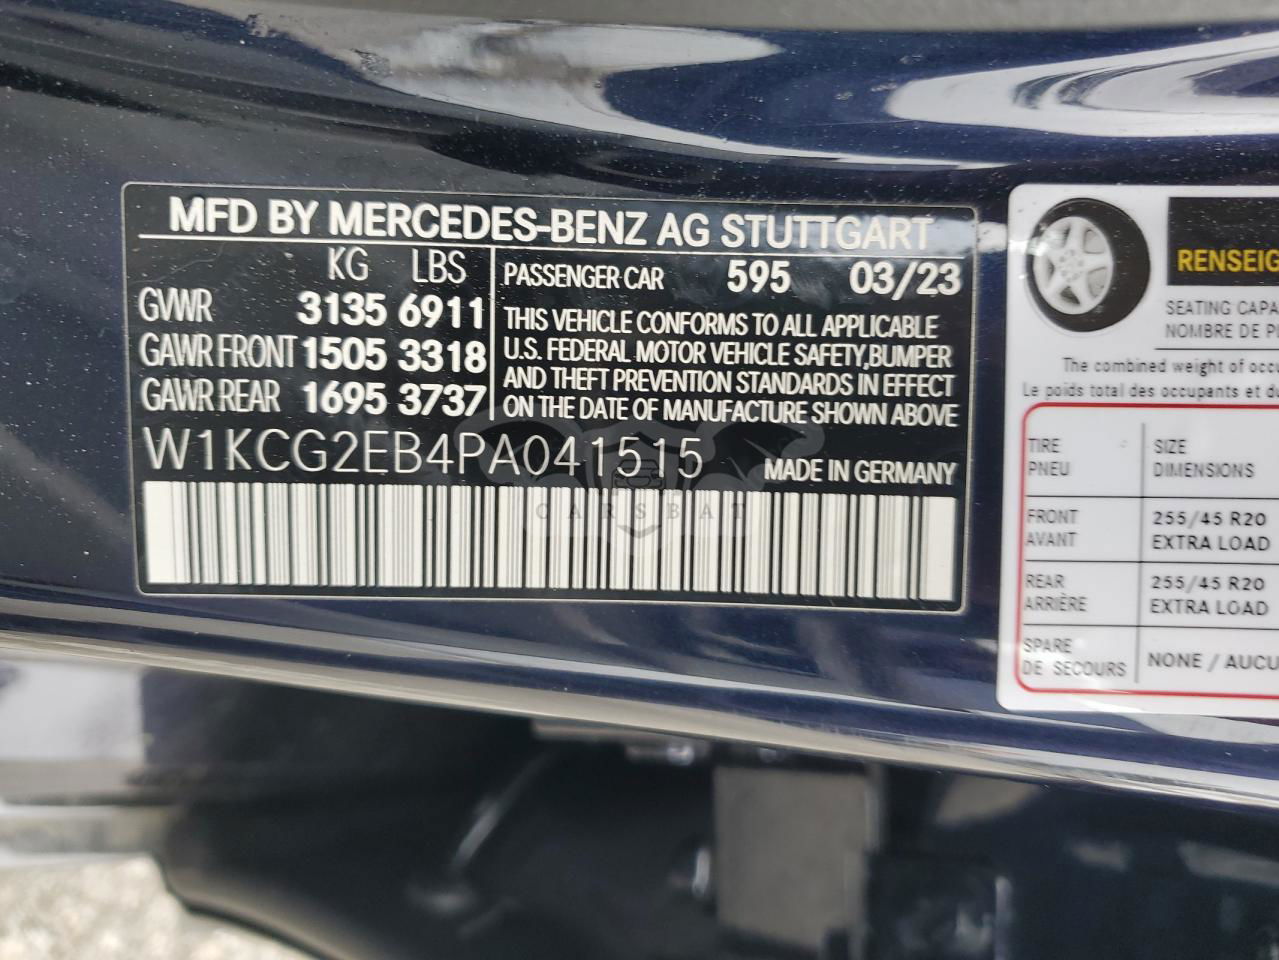 MFD BY MERCEDES-BENZ AG STUTTGART
KG LBS
GVWR 3135 6911
GAWR FRONT 1505 3318
GAWR REAR 1695 3737
PASSENGER CAR 595 03/23
THIS VEHICLE CONFORMS TO ALL APPLICABLE
U.S. FEDERAL MOTOR VEHICLE SAFETY,BUMPER
AND THEFT PREVENTION STANDARDS IN EFFECT
ON THE DATE OF MANUFACTURE SHOWN ABOVE
W1KCG2EB4PA041515
MADE IN GERMANY
CARSBAT
RENSEIG
SEATING CAPA
NOMBRE DE P
The combined weight of occu
Le poids total des occupants et d
TIRE SIZE
PNEU DIMENSIONS
FRONT 255/45 R20
AVANT EXTRA LOAD
REAR 255/45 R20
ARRIÈRE EXTRA LOAD
SPARE NONE / AUCU
DE SECOURS